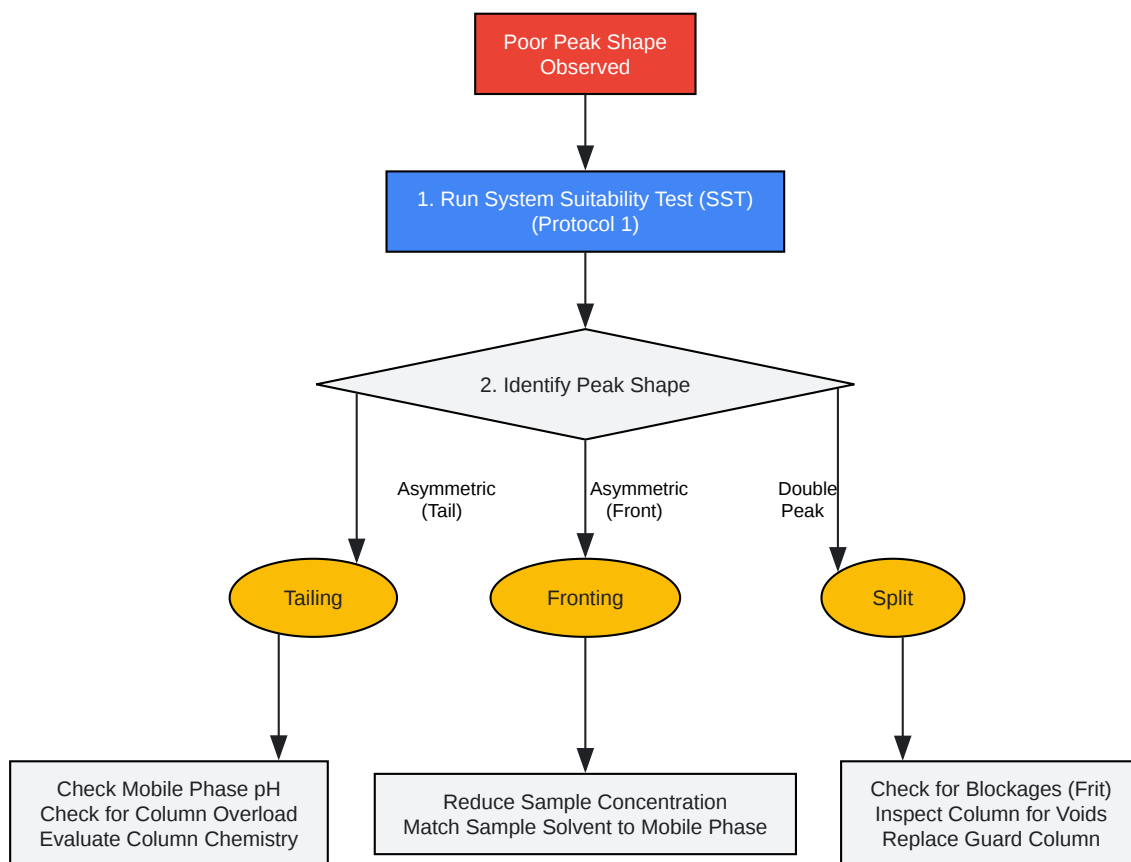 Poor Peak Shape
Observed
1. Run System Suitability Test (SST)
(Protocol 1)
2. Identify Peak Shape
Asymmetric
(Tail)
Asymmetric
(Front)
Double
Peak
Tailing
Fronting
Split
Check Mobile Phase pH
Check for Column Overload
Evaluate Column Chemistry
Reduce Sample Concentration
Match Sample Solvent to Mobile Phase
Check for Blockages (Frit)
Inspect Column for Voids
Replace Guard Column